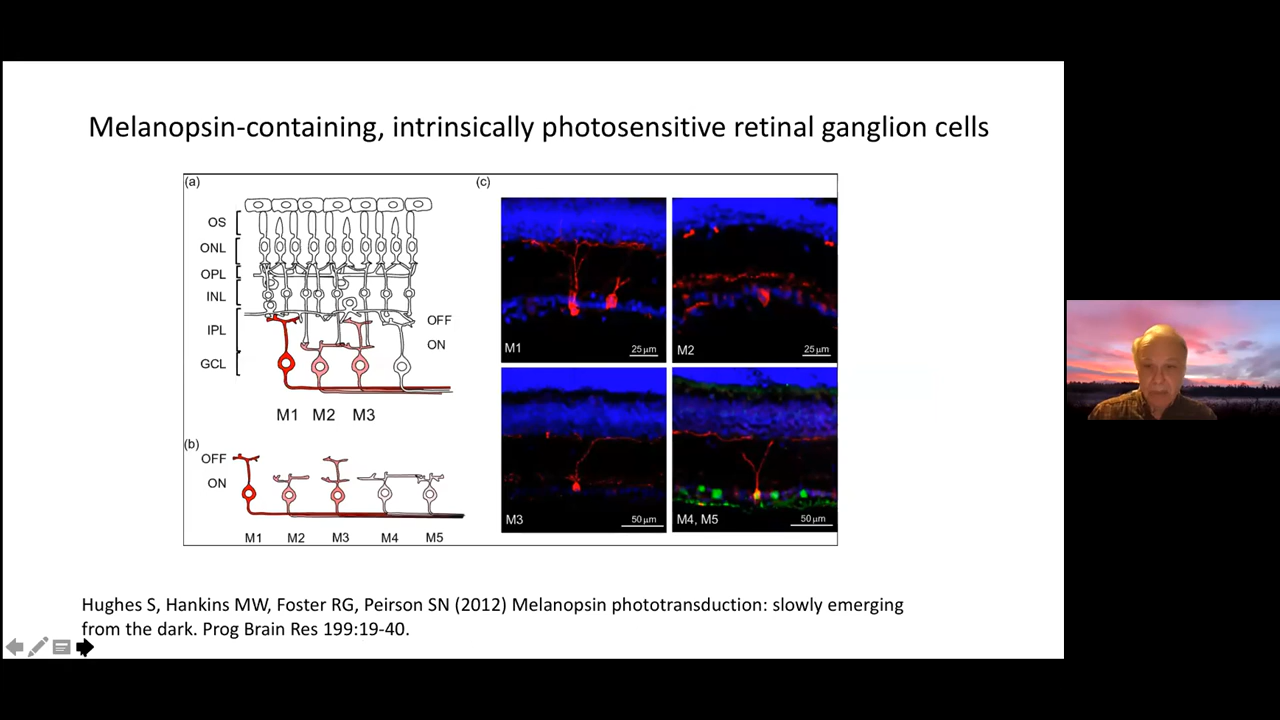 Melanopsin-containing, intrinsically photosensitive retinal ganglion cells
(a)
OS
ONL
OPL
INL
IPL
GCL
OFF
ON
M1 M2 M3
(b)
OFF
ON
M1 M2 M3 M4 M5
(c)
M1
25 µm
M2
25 µm
M3
50 µm
M4, M5
50 µm
Hughes S, Hankins MW, Foster RG, Peirson SN (2012) Melanopsin phototransduction: slowly emerging
from the dark. Prog Brain Res 199:19-40.